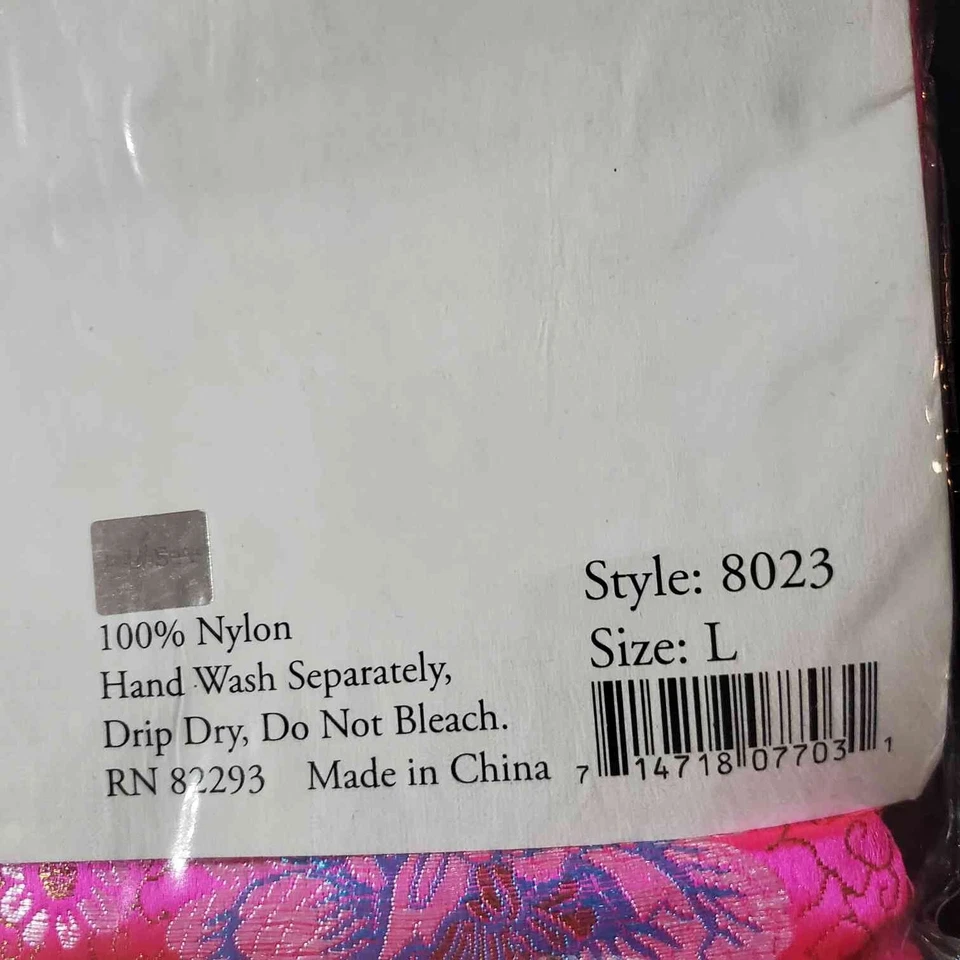 100% Nylon
Hand Wash Separately,
Drip Dry, Do Not Bleach.
RN 82293 Made in China
Style: 8023
Size: L
7 14718 07703 1